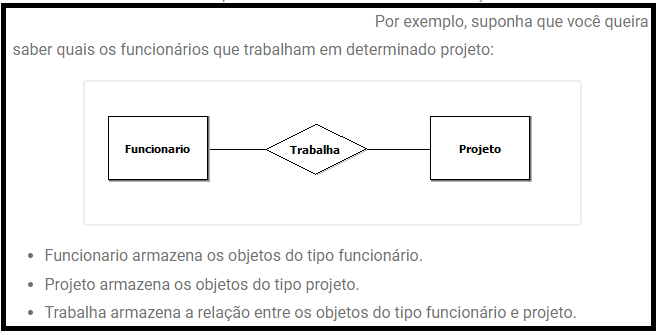 Por exemplo, suponha que você queira
saber quais os funcionários que trabalham em determinado projeto:
Funcionario
Trabalha
Projeto
• Funcionario armazena os objetos do tipo funcionário.
• Projeto armazena os objetos do tipo projeto.
• Trabalha armazena a relação entre os objetos do tipo funcionário e projeto.